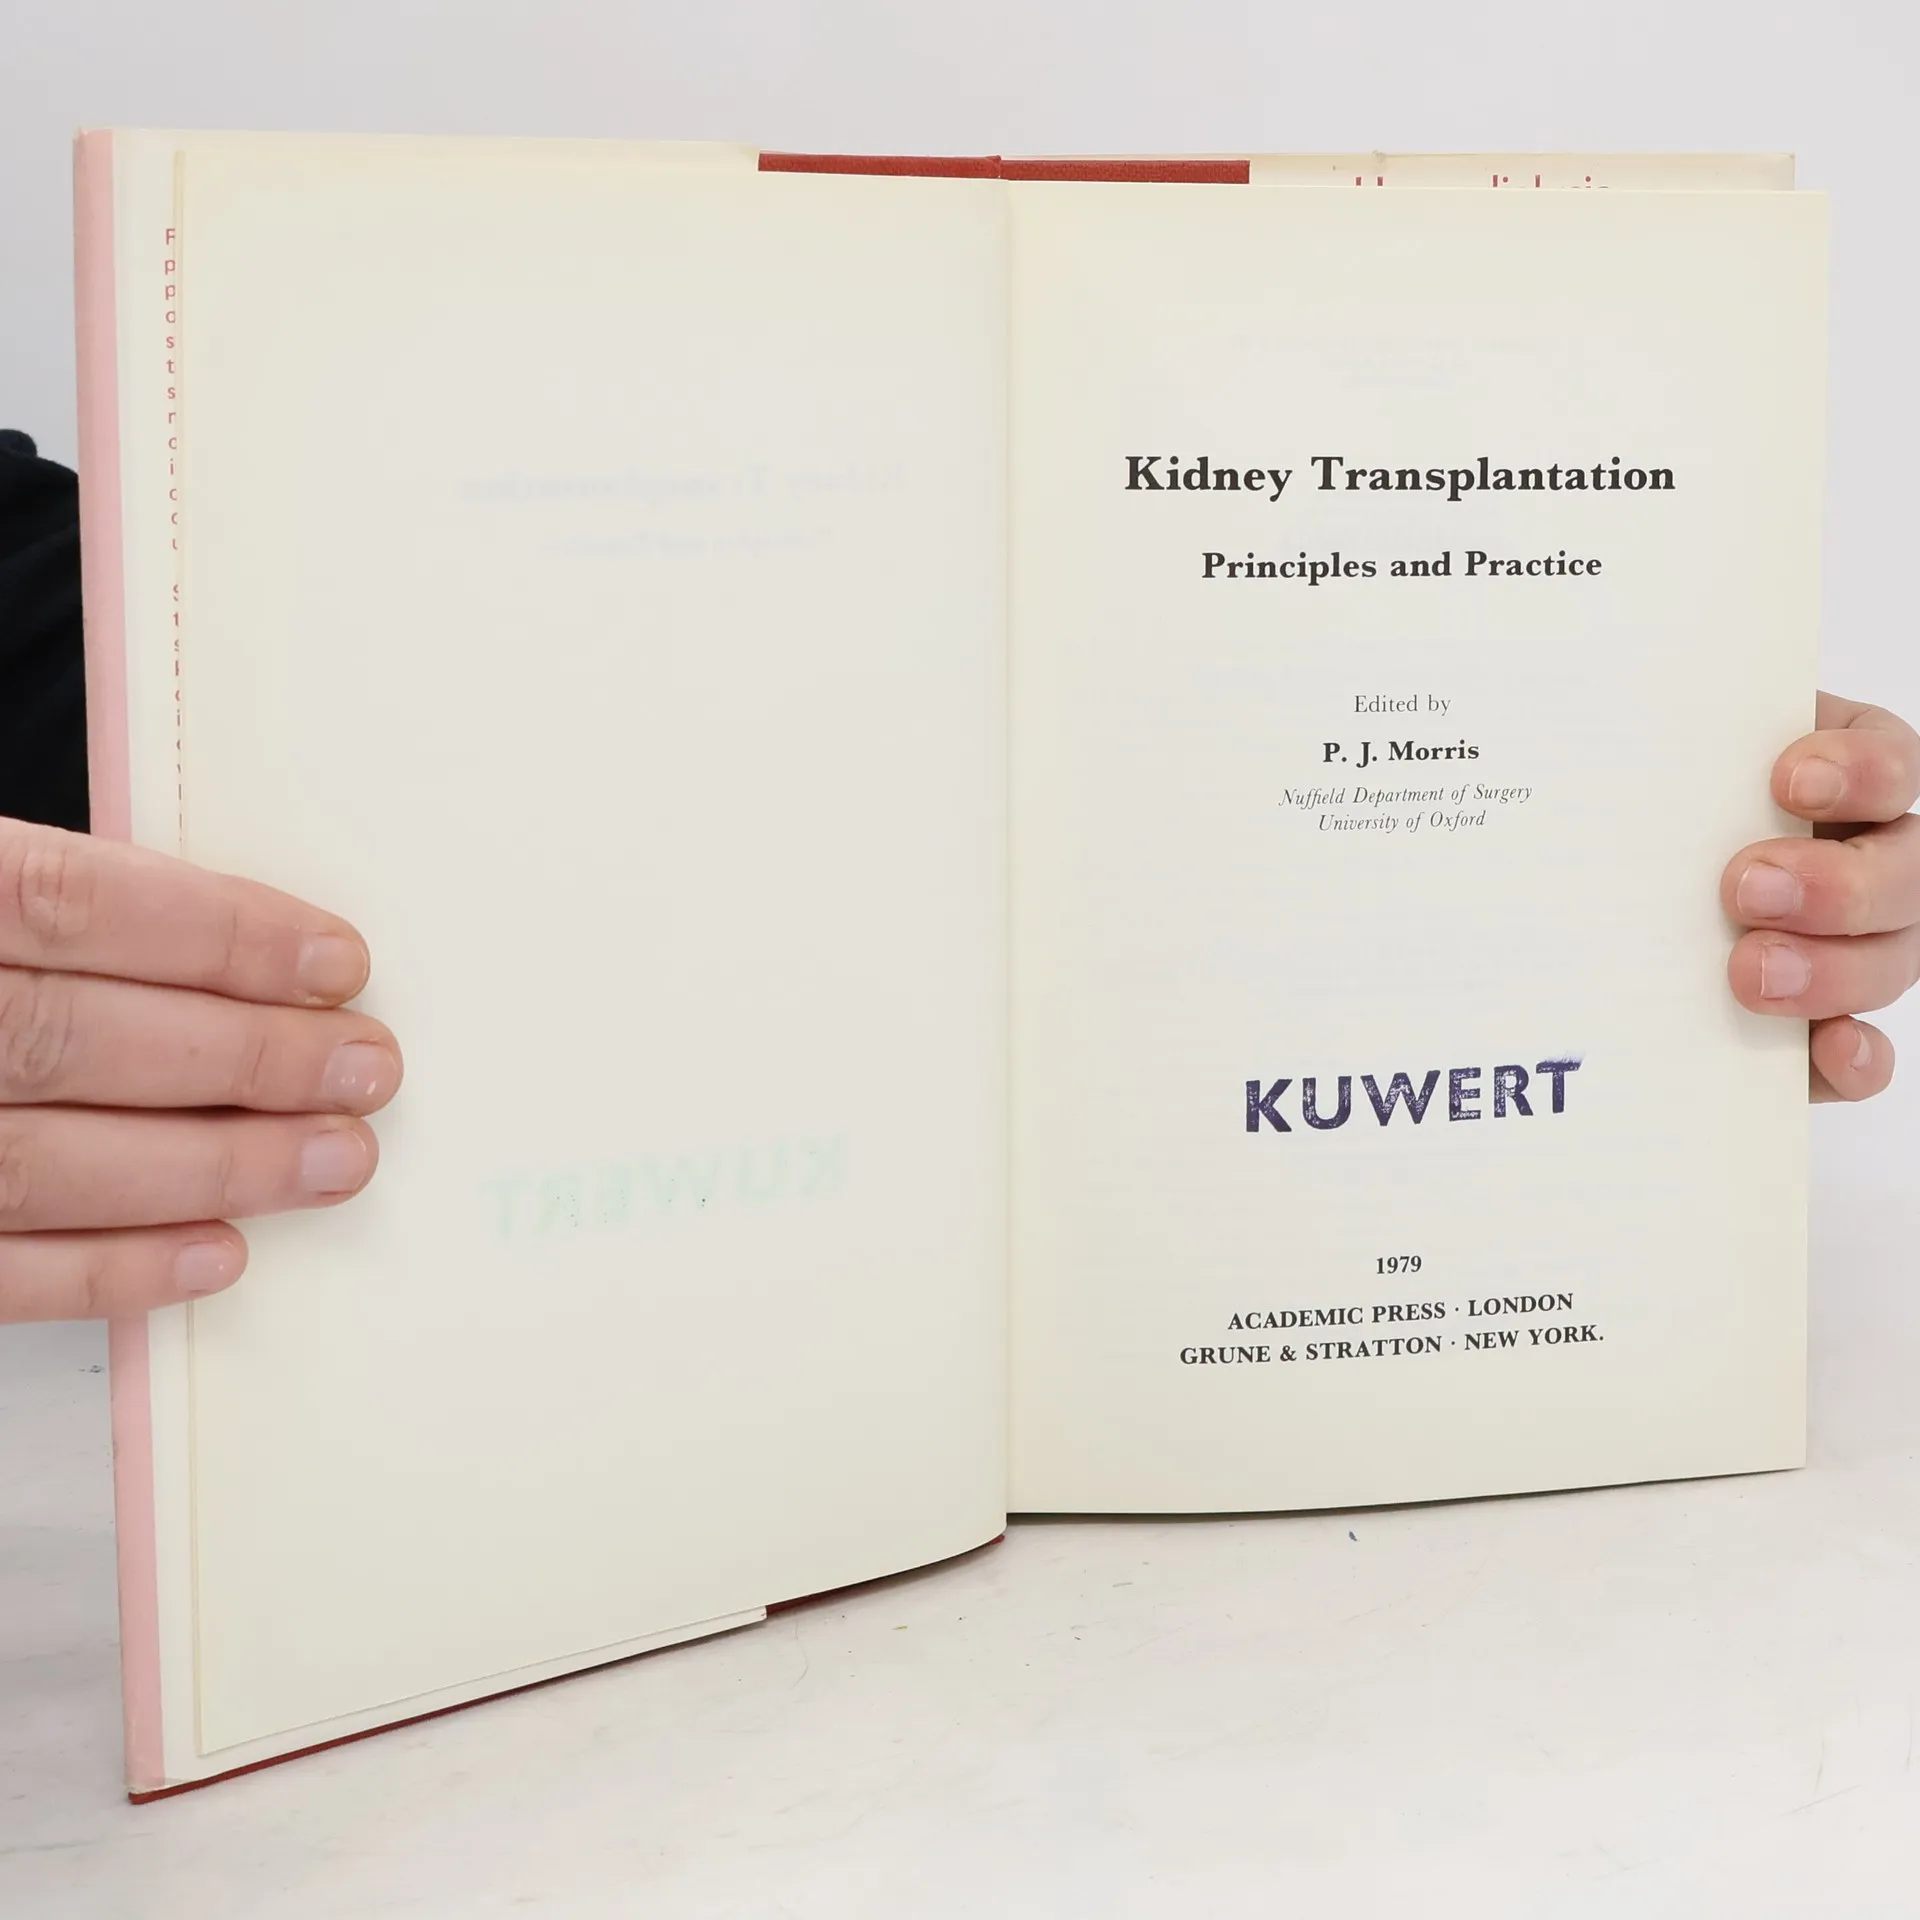 Kidney Transplantation
Principles and Practice
Edited by
P. J. Morris
Nuffield Department of Surgery
University of Oxford
KUWERT
1979
ACADEMIC PRESS · LONDON
GRUNE & STRATTON · NEW YORK.